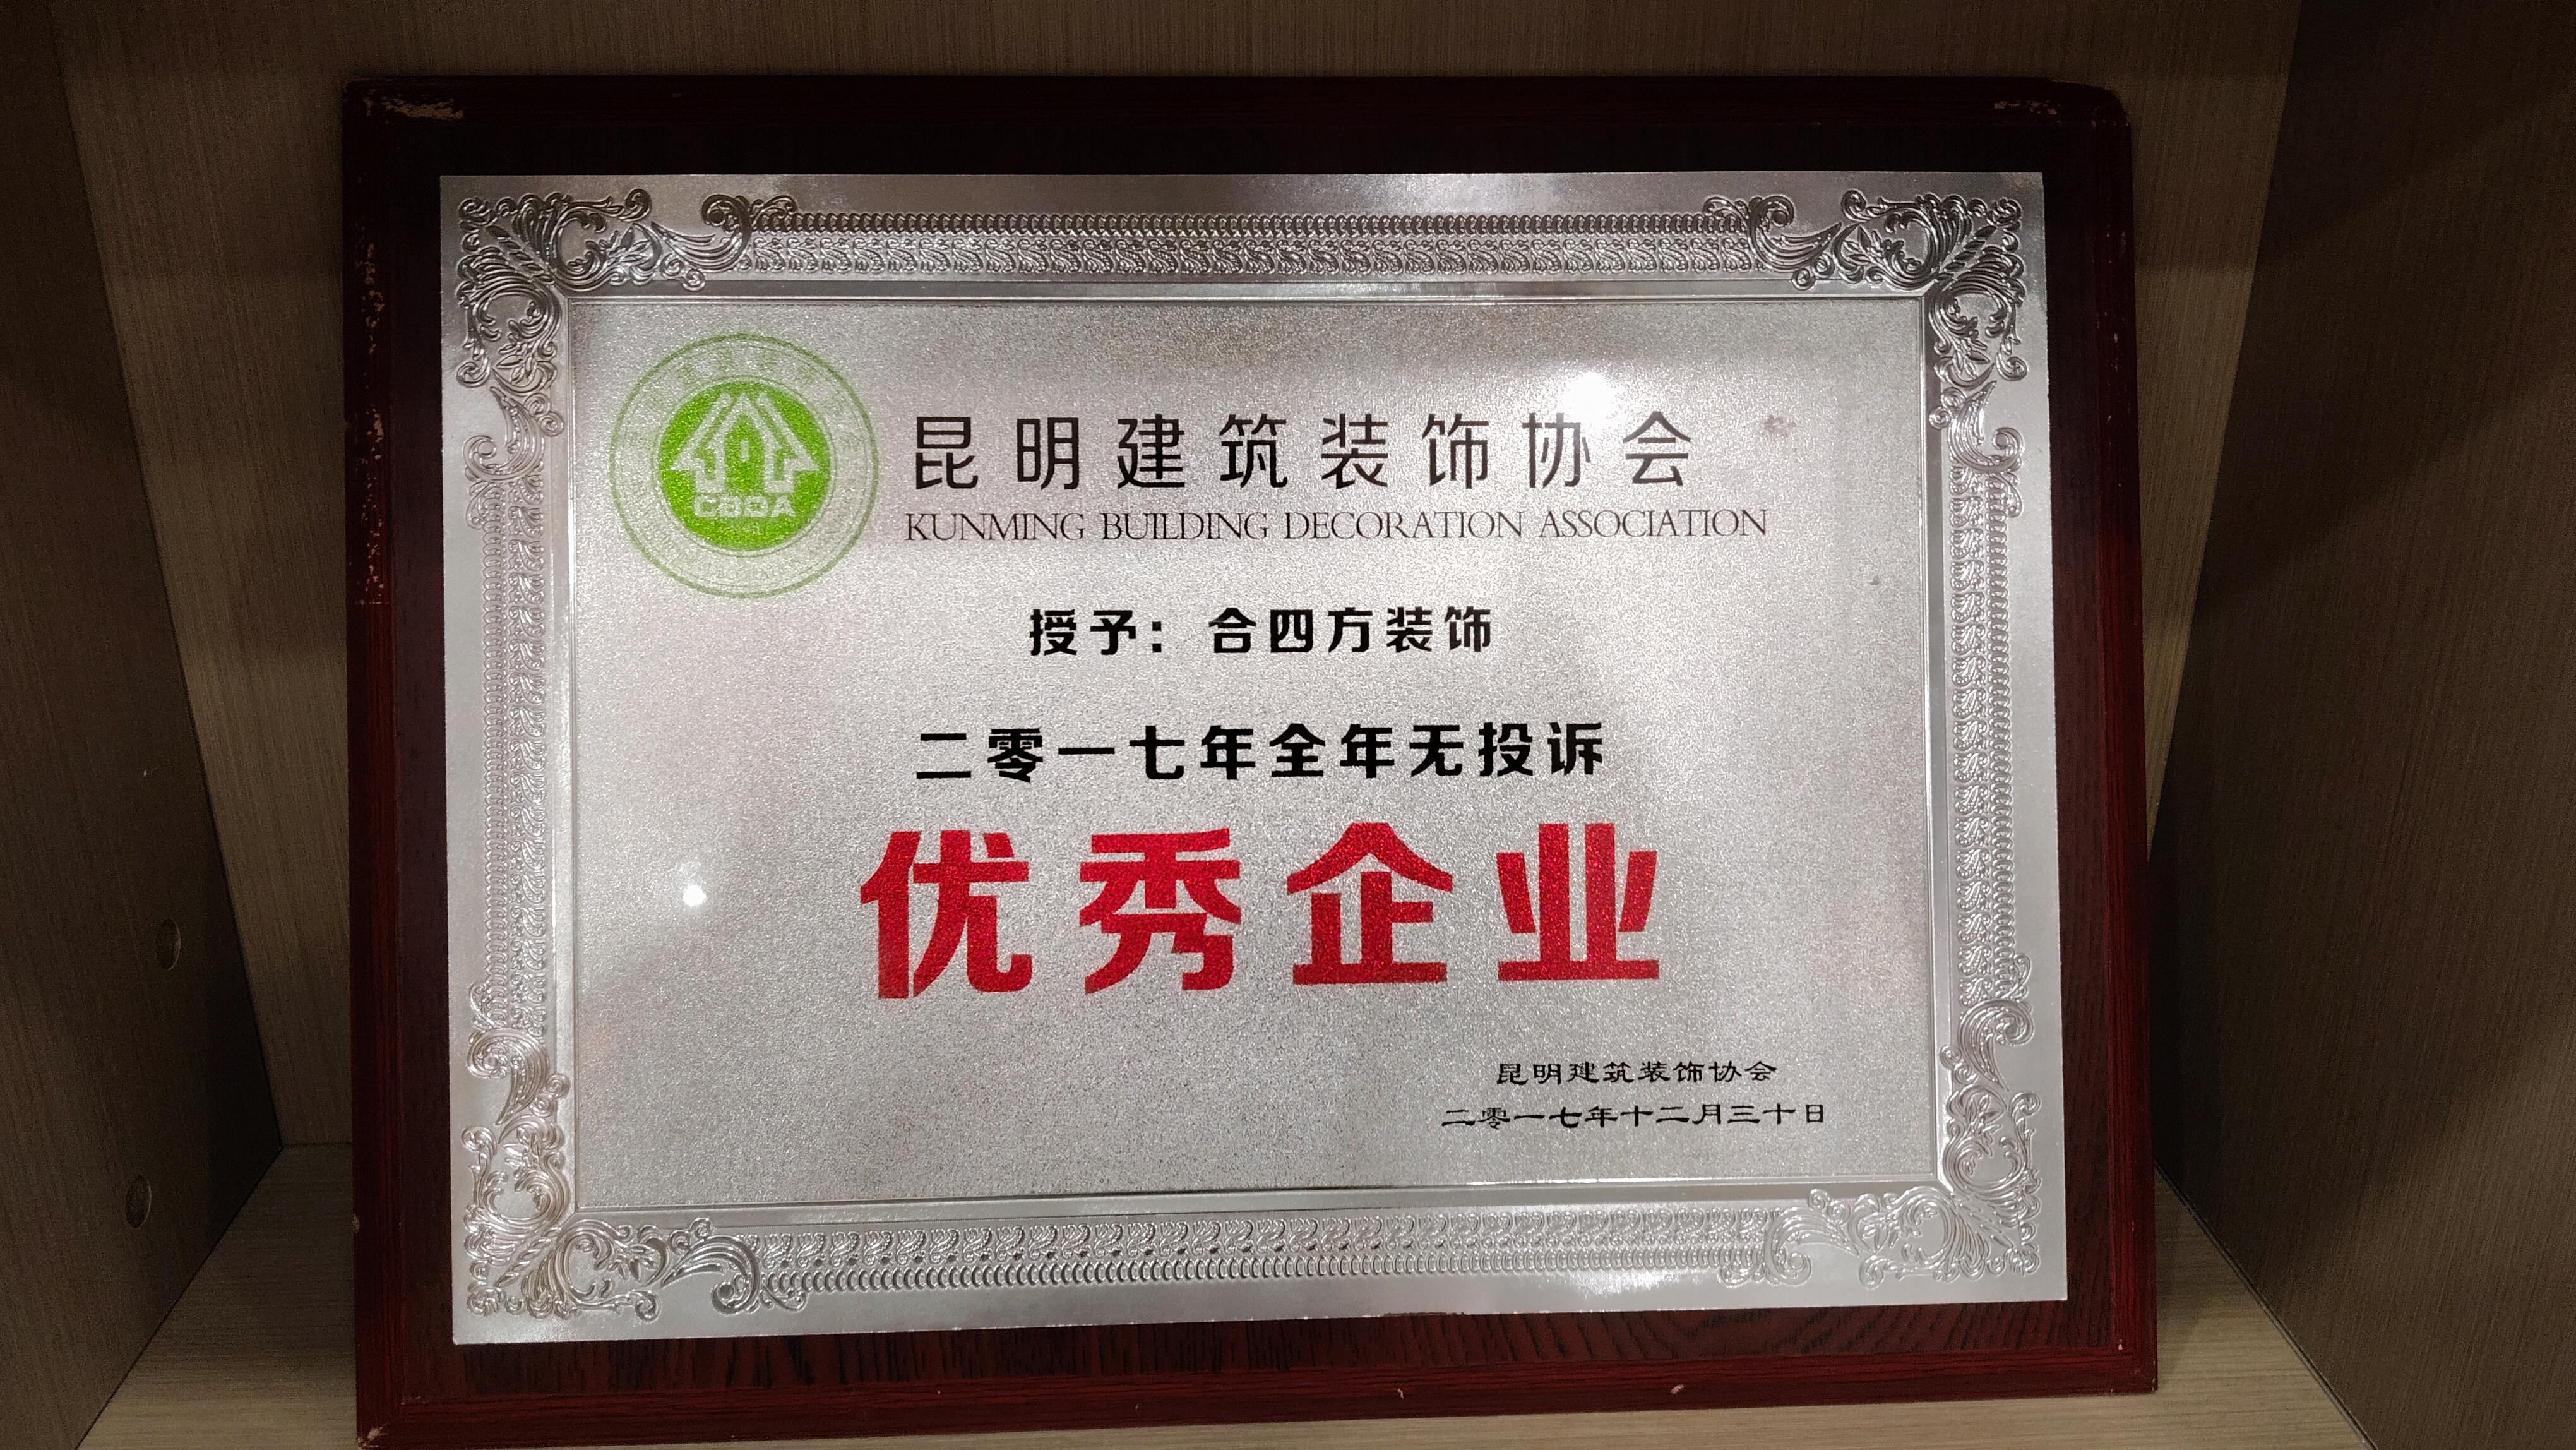 CBDA
昆明建筑装饰协会
KUNMING BUILDING DECORATION ASSOCIATION
授予：合四方装饰
二零一七年全年无投诉
优秀企业
昆明建筑装饰协会
二零一七年十二月三十日